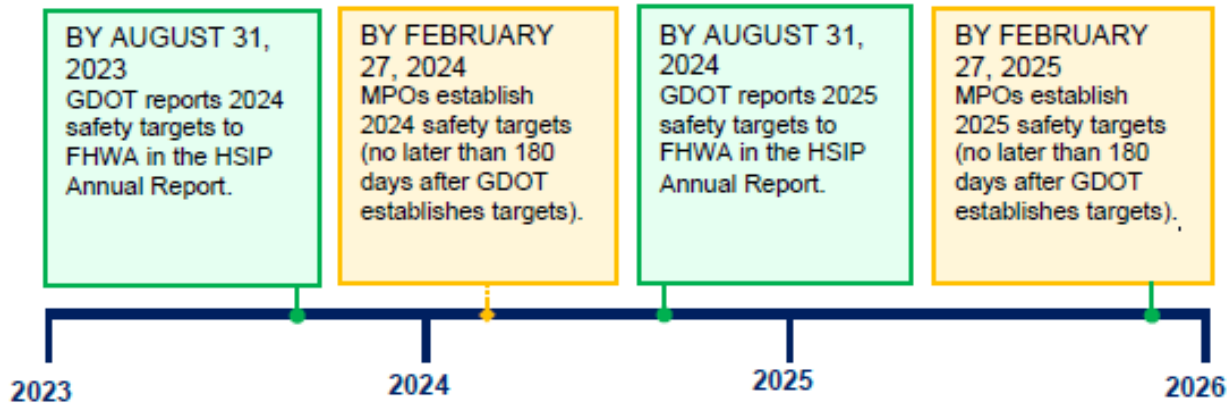 BY AUGUST 31,
2023
GDOT reports 2024
safety targets to
FHWA in the HSIP
Annual Report.
BY FEBRUARY
27, 2024
MPOs establish
2024 safety targets
(no later than 180
days after GDOT
establishes targets).
BY AUGUST 31,
2024
GDOT reports 2025
safety targets to
FHWA in the HSIP
Annual Report.
BY FEBRUARY
27, 2025
MPOs establish
2025 safety targets
(no later than 180
days after GDOT
establishes targets).
2023
2024
2025
2026